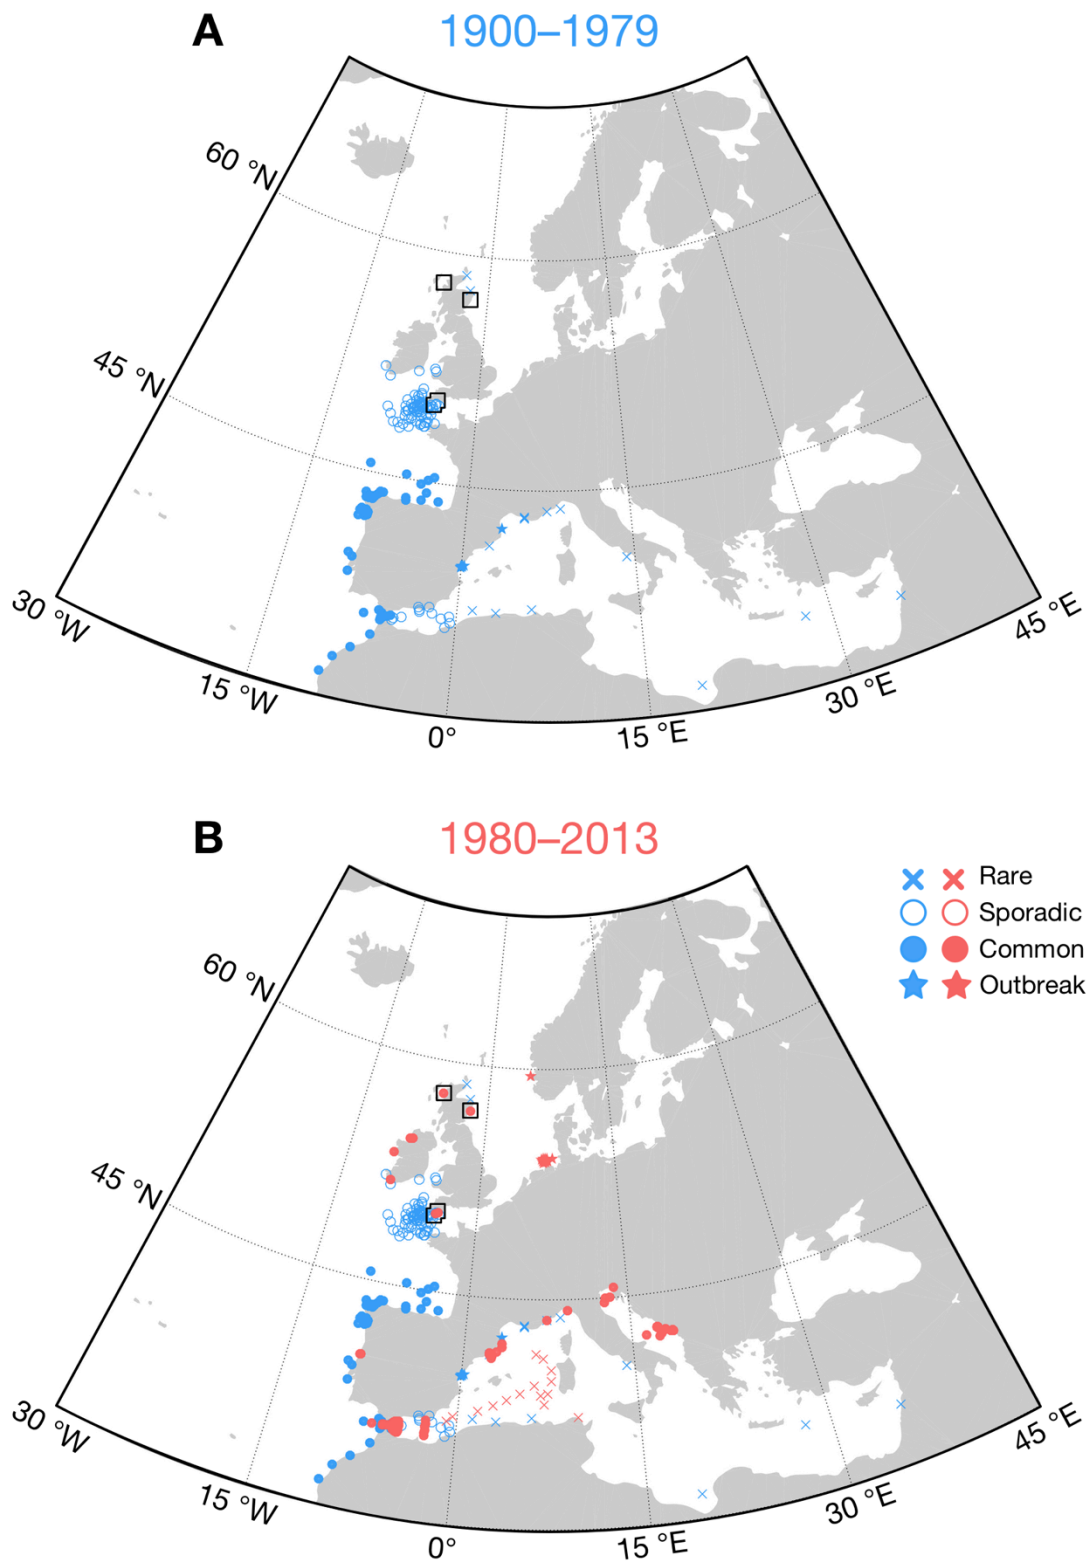 A
1900–1979
60 °N
45 °N
30 °W
15 °W
0°
15 °E
30 °E
45 °E
B
1980–2013
Rare
Sporadic
Common
Outbreak
60 °N
45 °N
30 °W
15 °W
0°
15 °E
30 °E
45 °E